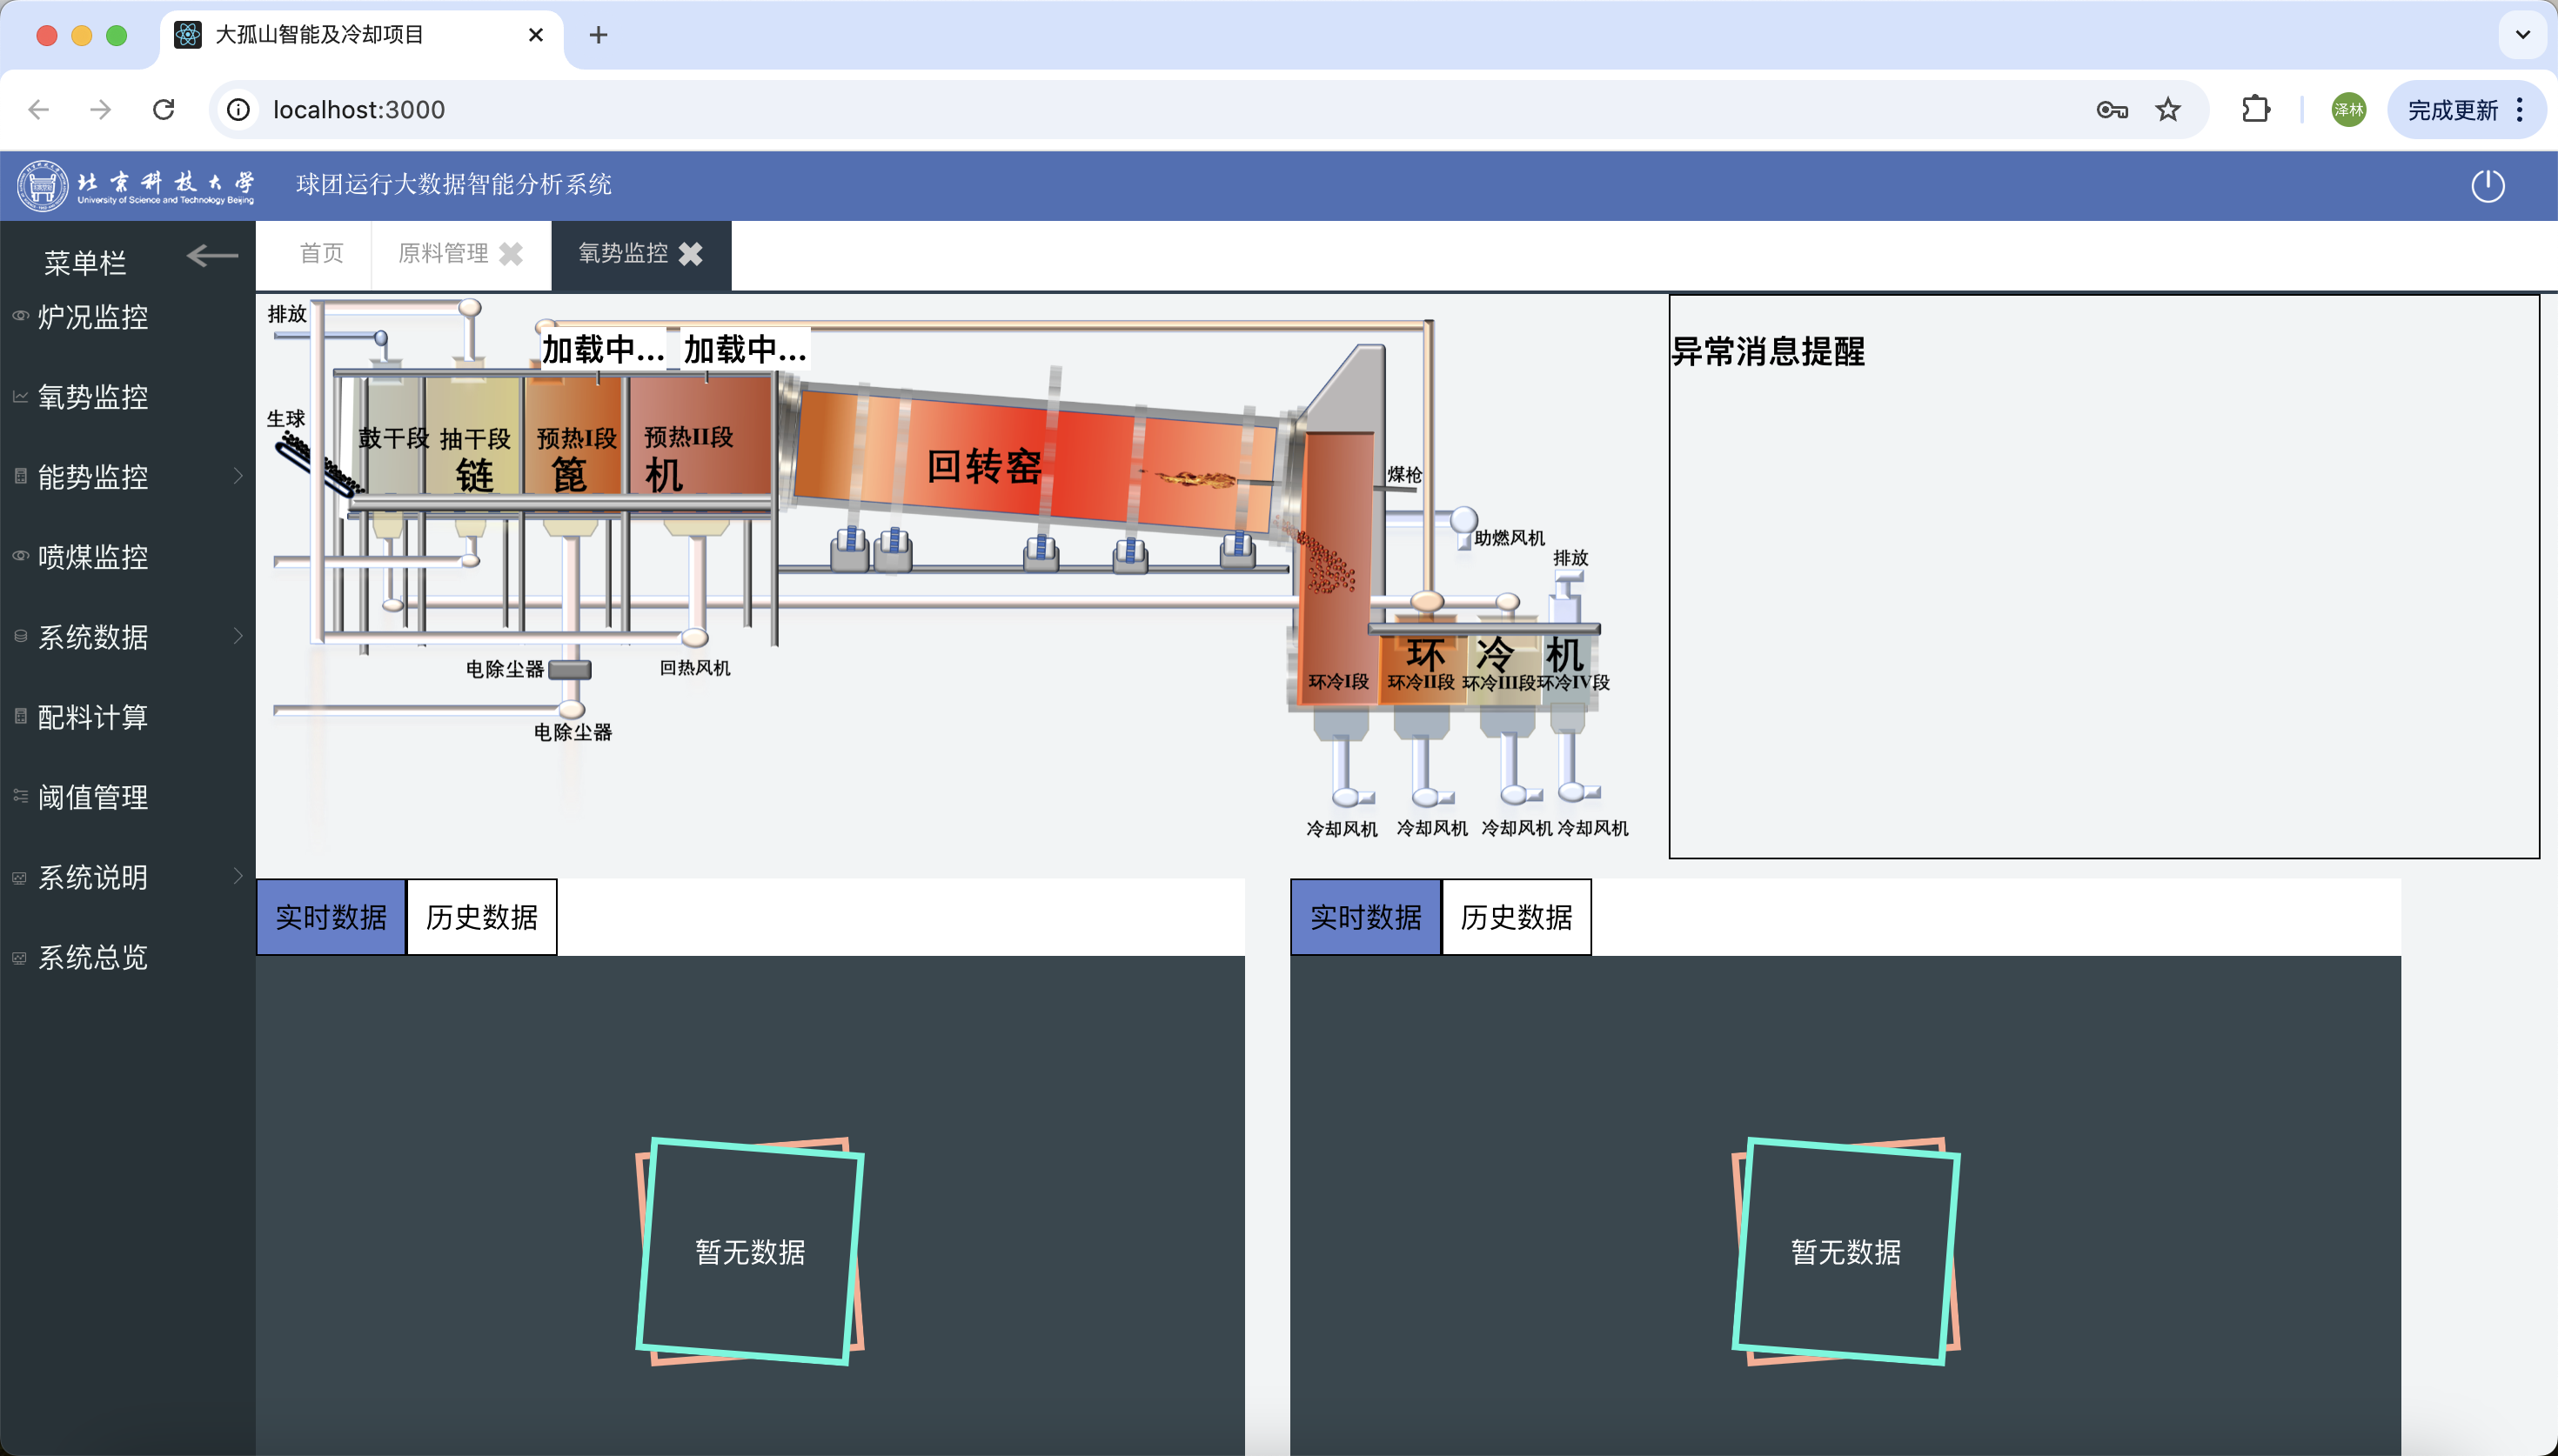 大孤山智能及冷却项目
localhost:3000
泽林
完成更新
北京科技大学
University of Science and Technology Beijing
球团运行大数据智能分析系统
菜单栏
炉况监控
氧势监控
能势监控
喷煤监控
系统数据
配料计算
阈值管理
系统说明
系统总览
首页
原料管理
氧势监控
排放
加载中...
加载中...
生球
鼓干段
抽干段
预热I段
预热II段
链
篦
机
回转窑
煤枪
助燃风机
排放
电除尘器
回热风机
电除尘器
环
冷
机
环冷I段
环冷II段
环冷III段
环冷IV段
冷却风机
冷却风机
冷却风机
冷却风机
异常消息提醒
实时数据
历史数据
暂无数据
实时数据
历史数据
暂无数据